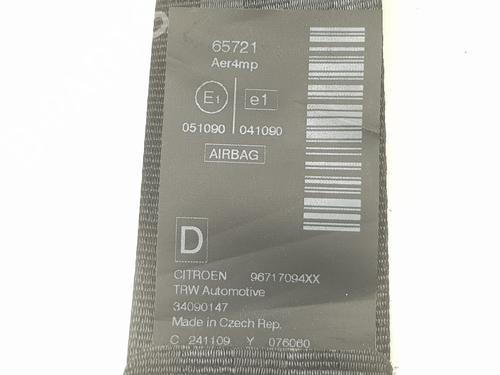 65721
Aer4mp
E1 e1
051090 041090
AIRBAG
D
CITROEN 96717094XX
TRW Automotive
34090147
Made in Czech Rep.
C 241109 Y 076060